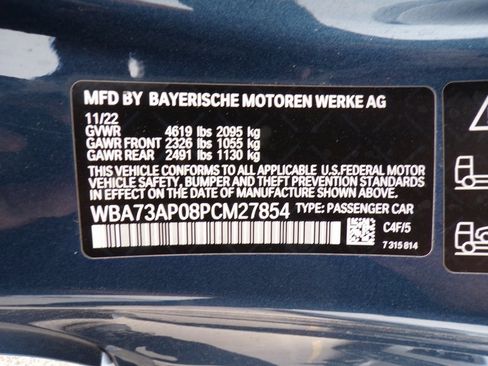 MFD BY BAYERISCHE MOTOREN WERKE AG
11/22
GVWR 4619 lbs 2095 kg
GAWR FRONT 2326 lbs 1055 kg
GAWR REAR 2491 lbs 1130 kg
THIS VEHICLE CONFORMS TO ALL APPLICABLE U.S.FEDERAL MOTOR
VEHICLE SAFETY, BUMPER, AND THEFT PREVENTION
STANDARDS IN EFFECT ON THE DATE
OF MANUFACTURE SHOWN ABOVE.
WBA73AP08PCM27854 TYPE: PASSENGER CAR
C4F/5
7 315 814